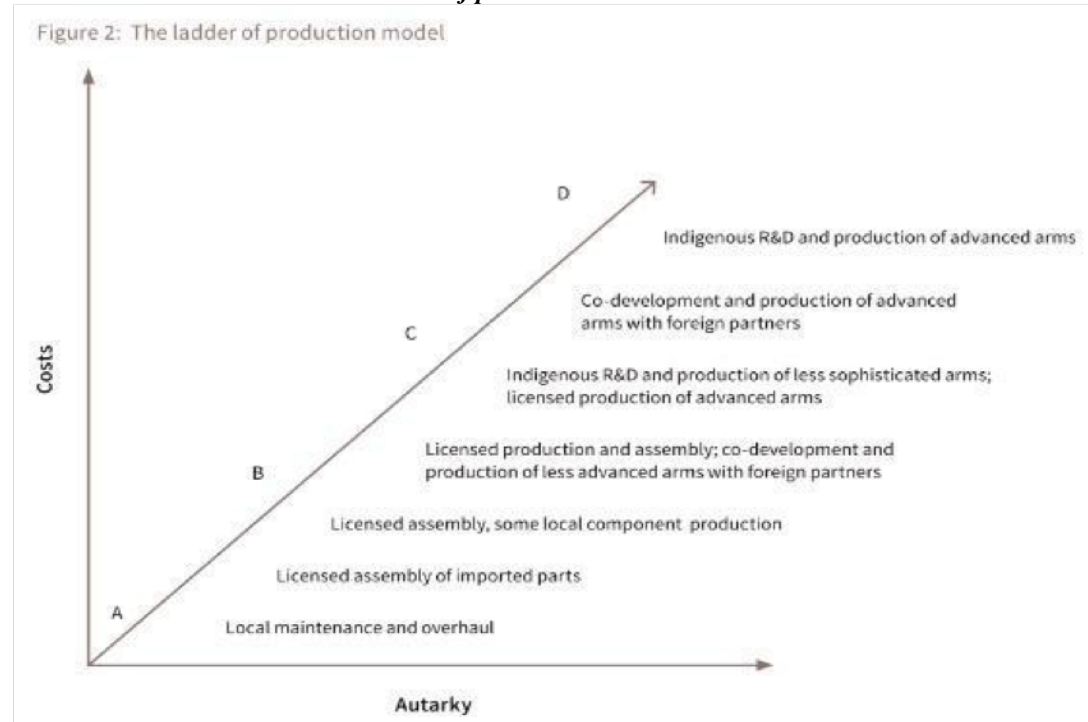 Figure 2: The ladder of production model
D
Indigenous R&D and production of advanced arms
Co-development and production of advanced
arms with foreign partners
C
Indigenous R&D and production of less sophisticated arms;
licensed production of advanced arms
Costs
Licensed production and assembly; co-development and
production of less advanced arms with foreign partners
B
Licensed assembly, some local component production
Licensed assembly of imported parts
A
Local maintenance and overhaul
Autarky